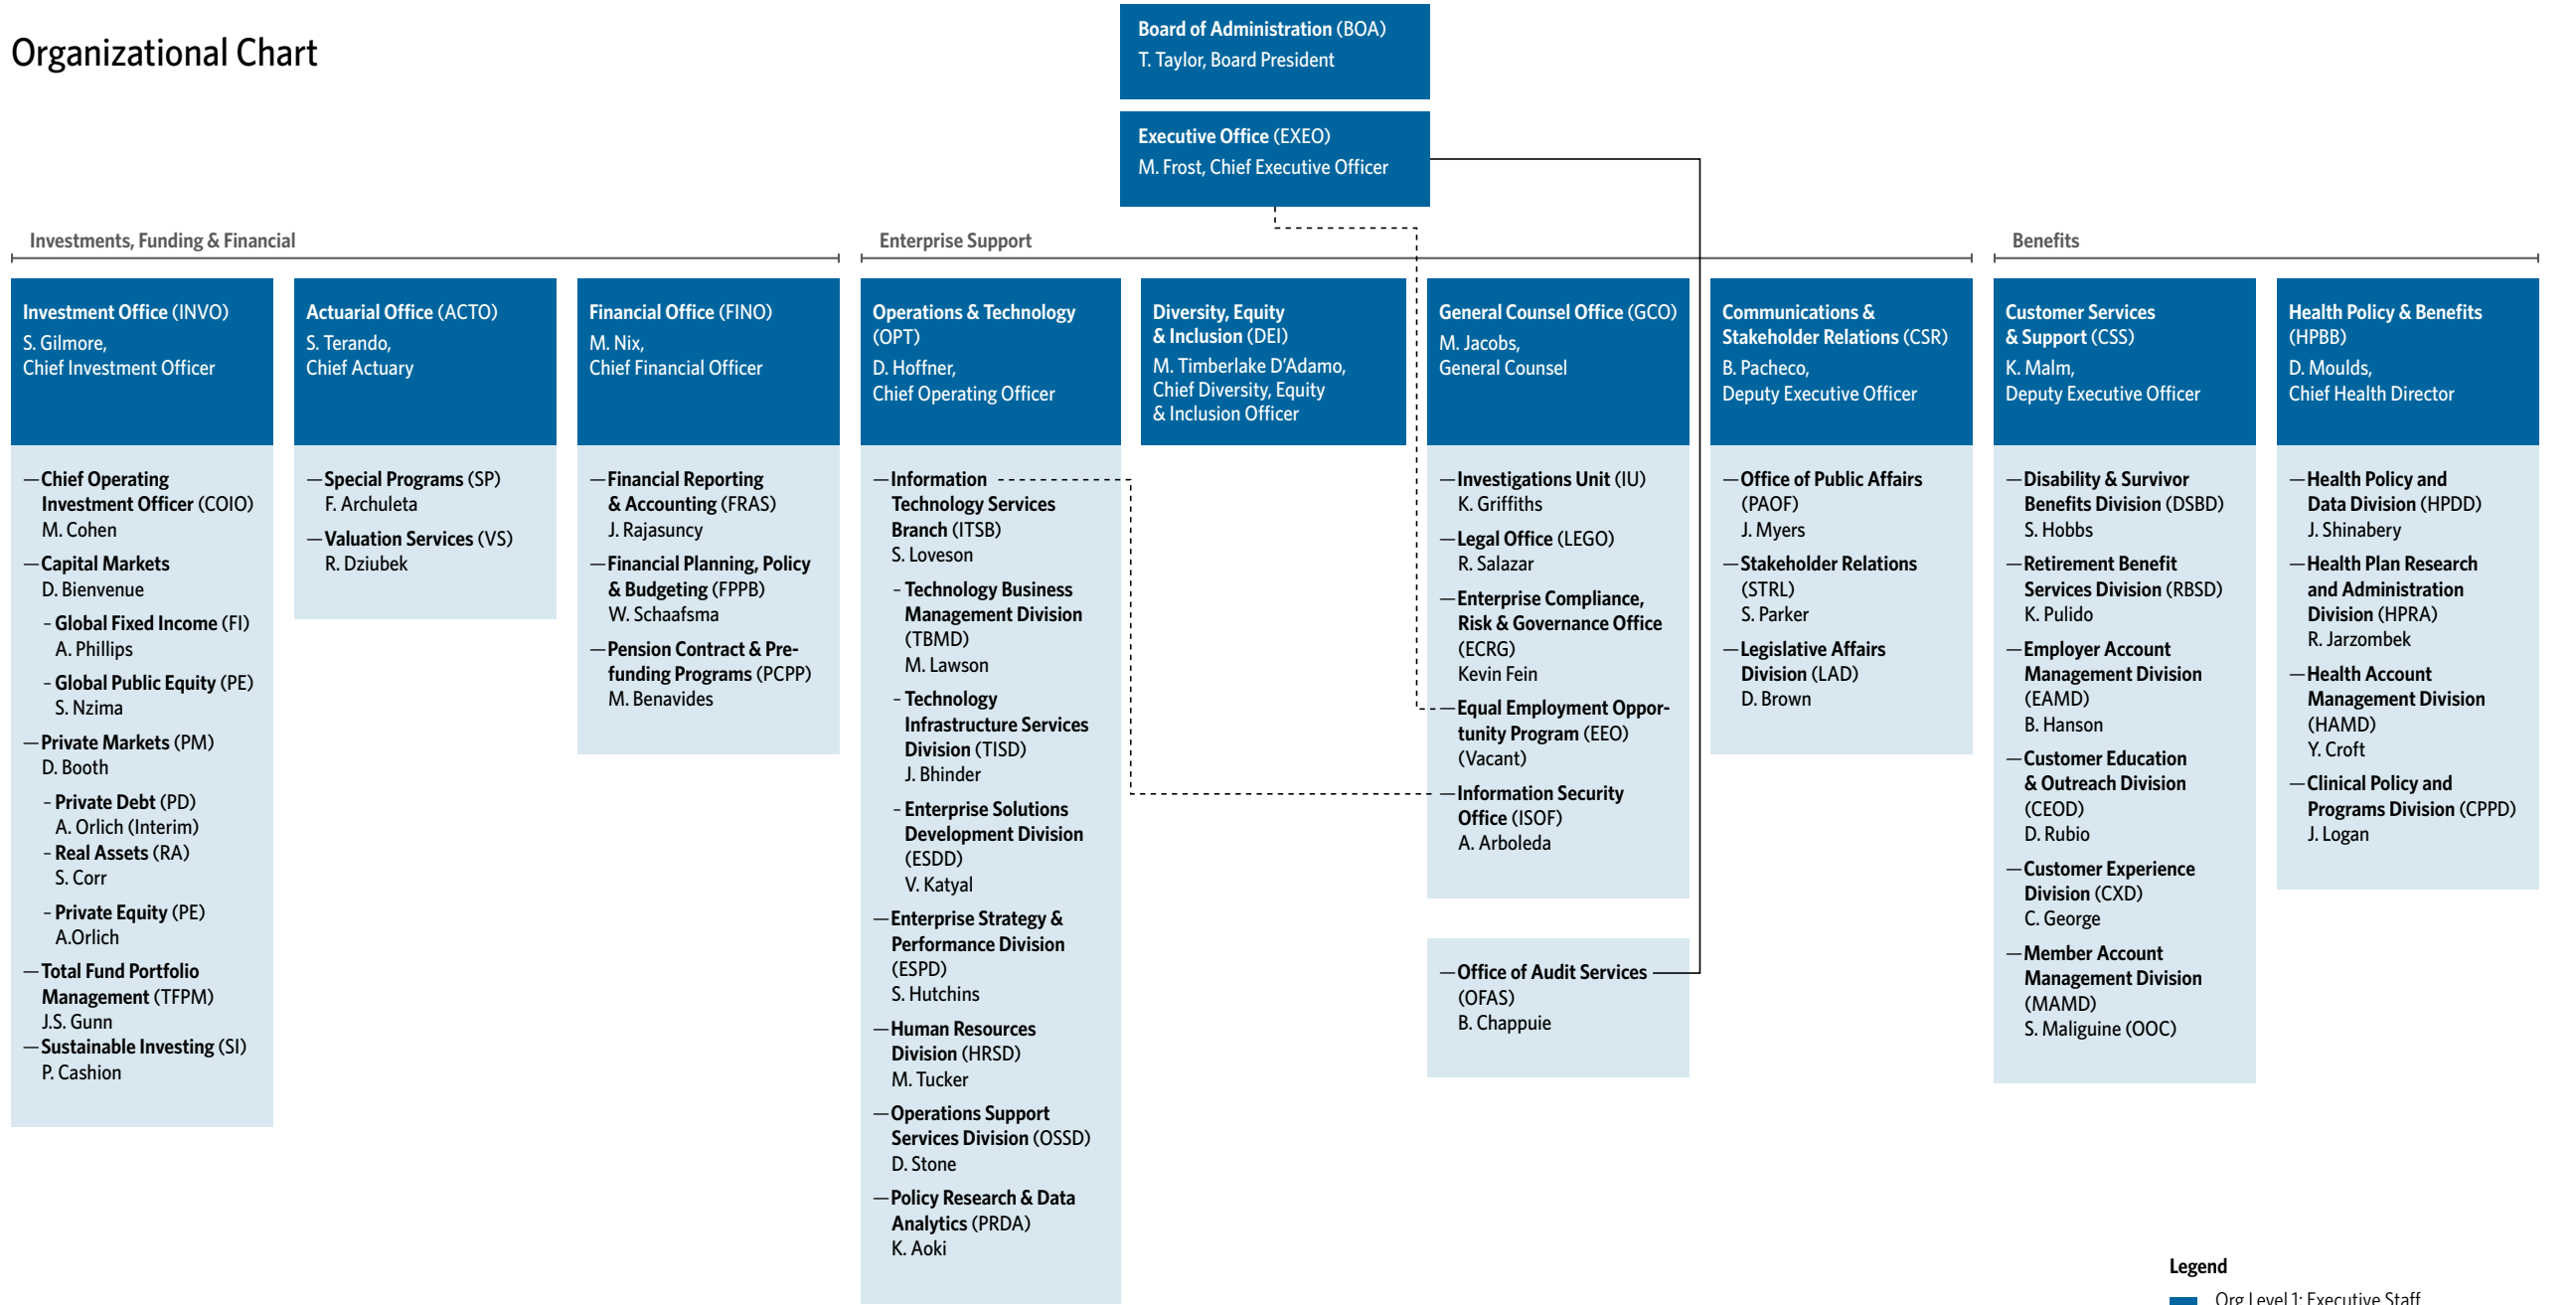 Organizational Chart
Board of Administration (BOA)
T. Taylor, Board President
Executive Office (EXEO)
M. Frost, Chief Executive Officer
Investments, Funding & Financial
Enterprise Support
Benefits
Investment Office (INVO)
S. Gilmore,
Chief Investment Officer
—Chief Operating
Investment Officer (COIO)
M. Cohen
—Capital Markets
D. Bienvenue
- Global Fixed Income (FI)
A. Phillips
- Global Public Equity (PE)
S. Nzima
—Private Markets (PM)
D. Booth
- Private Debt (PD)
A. Orlich (Interim)
- Real Assets (RA)
S. Corr
- Private Equity (PE)
A.Orlich
—Total Fund Portfolio
Management (TFPM)
J.S. Gunn
—Sustainable Investing (SI)
P. Cashion
Actuarial Office (ACTO)
S. Terando,
Chief Actuary
—Special Programs (SP)
F. Archuleta
—Valuation Services (VS)
R. Dziubek
Financial Office (FINO)
M. Nix,
Chief Financial Officer
—Financial Reporting
& Accounting (FRAS)
J. Rajasuncy
—Financial Planning, Policy
& Budgeting (FPPB)
W. Schaafsma
—Pension Contract & Pre-
funding Programs (PCPP)
M. Benavides
Operations & Technology
(OPT)
D. Hoffner,
Chief Operating Officer
—Information
Technology Services
Branch (ITSB)
S. Loveson
- Technology Business
Management Division
(TBMD)
M. Lawson
- Technology
Infrastructure Services
Division (TISD)
J. Bhinder
- Enterprise Solutions
Development Division
(ESDD)
V. Katyal
—Enterprise Strategy &
Performance Division
(ESPD)
S. Hutchins
—Human Resources
Division (HRSD)
M. Tucker
—Operations Support
Services Division (OSSD)
D. Stone
—Policy Research & Data
Analytics (PRDA)
K. Aoki
Diversity, Equity
& Inclusion (DEI)
M. Timberlake D’Adamo,
Chief Diversity, Equity
& Inclusion Officer
General Counsel Office (GCO)
M. Jacobs,
General Counsel
—Investigations Unit (IU)
K. Griffiths
—Legal Office (LEGO)
R. Salazar
—Enterprise Compliance,
Risk & Governance Office
(ECRG)
Kevin Fein
—Equal Employment Oppor-
tunity Program (EEO)
(Vacant)
—Information Security
Office (ISOF)
A. Arboleda
—Office of Audit Services
(OFAS)
B. Chappuie
Communications &
Stakeholder Relations (CSR)
B. Pacheco,
Deputy Executive Officer
—Office of Public Affairs
(PAOF)
J. Myers
—Stakeholder Relations
(STRL)
S. Parker
—Legislative Affairs
Division (LAD)
D. Brown
Customer Services
& Support (CSS)
K. Malm,
Deputy Executive Officer
—Disability & Survivor
Benefits Division (DSBD)
S. Hobbs
—Retirement Benefit
Services Division (RBSD)
K. Pulido
—Employer Account
Management Division
(EAMD)
B. Hanson
—Customer Education
& Outreach Division
(CEOD)
D. Rubio
—Customer Experience
Division (CXD)
C. George
—Member Account
Management Division
(MAMD)
S. Maliguine (OOC)
Health Policy & Benefits
(HPBB)
D. Moulds,
Chief Health Director
—Health Policy and
Data Division (HPDD)
J. Shinabery
—Health Plan Research
and Administration
Division (HPRA)
R. Jarzombek
—Health Account
Management Division
(HAMD)
Y. Croft
—Clinical Policy and
Programs Division (CPPD)
J. Logan
Legend
Org Level 1: Executive Staff